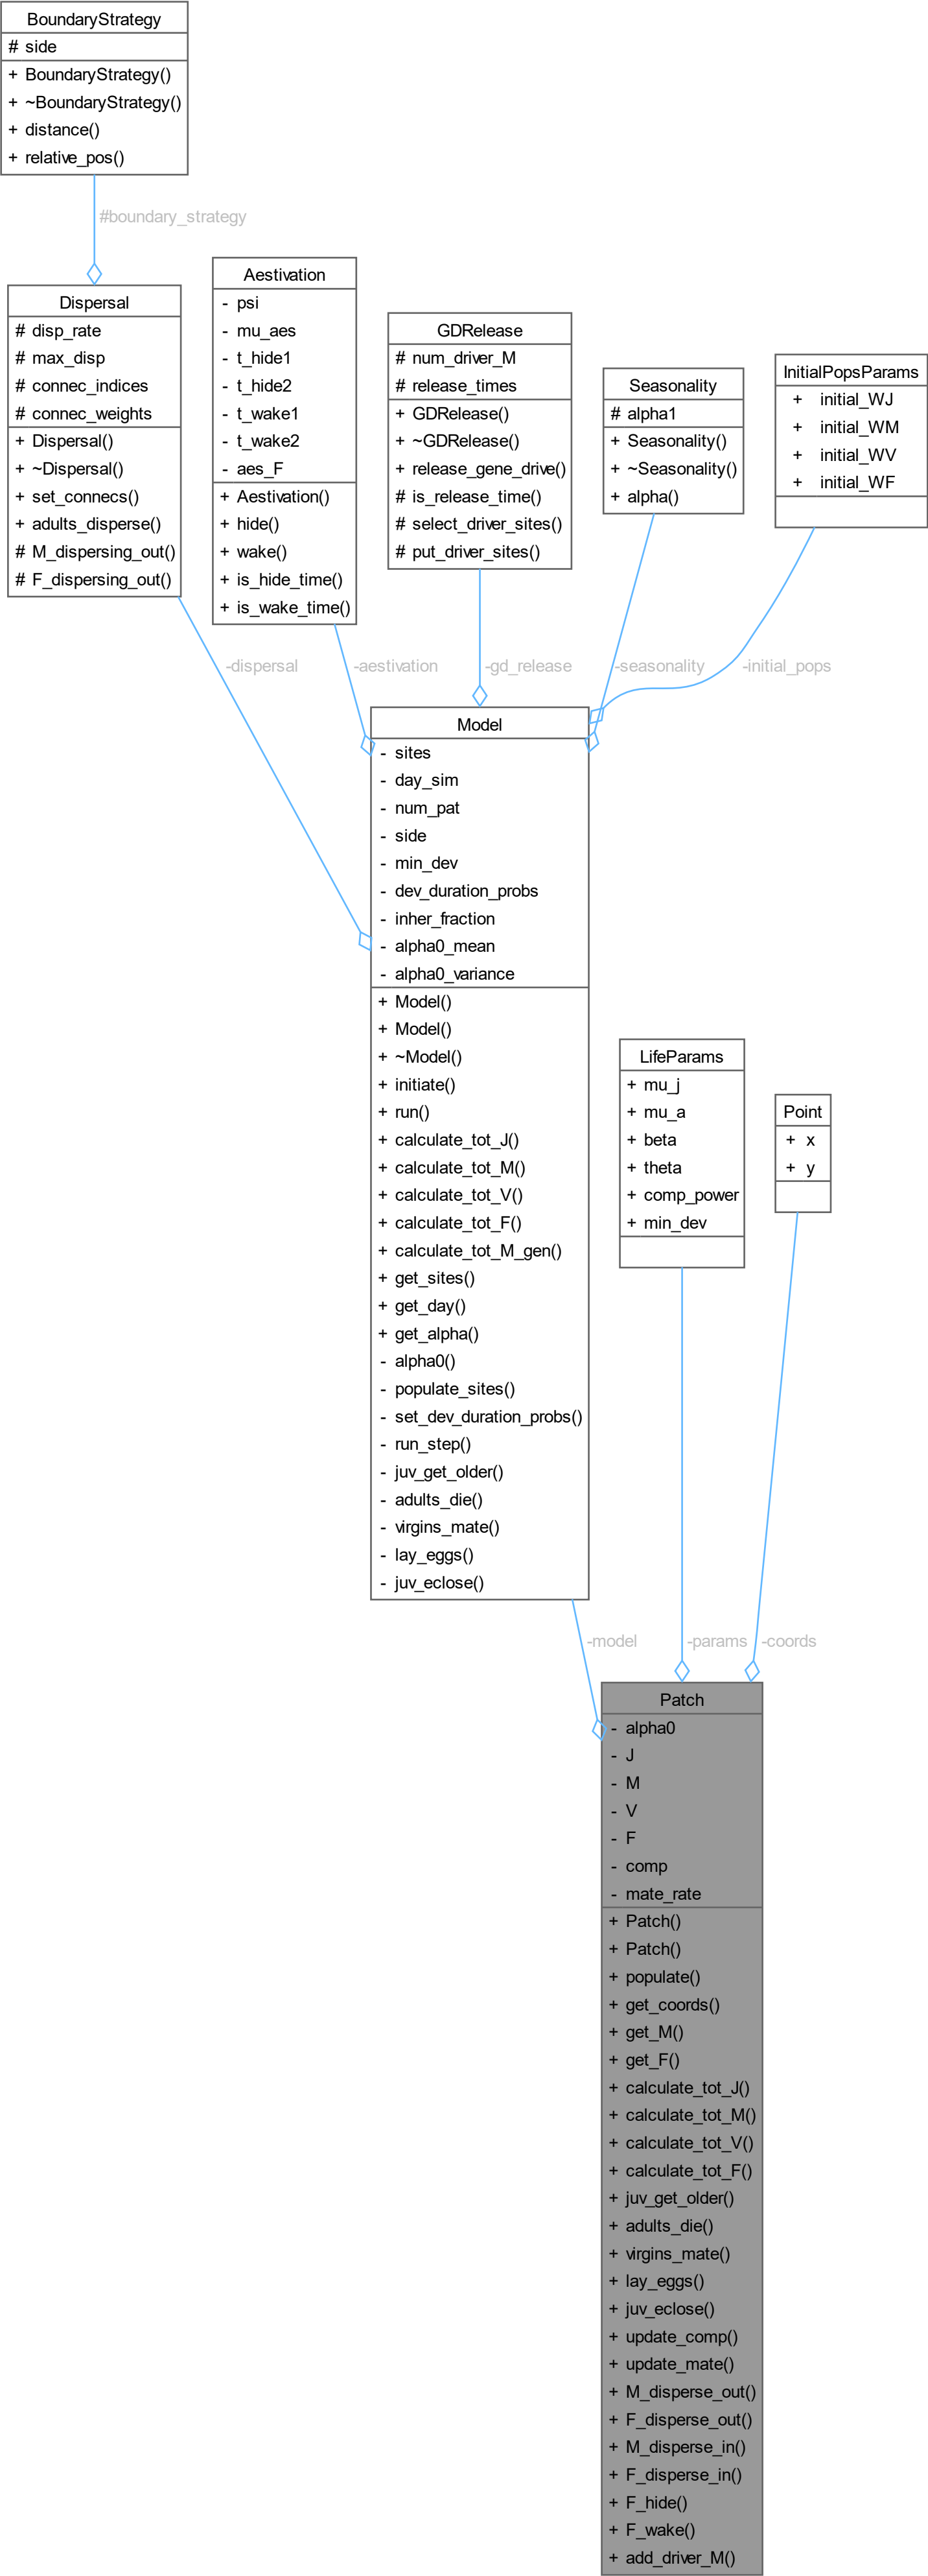 BoundaryStrategy
# side
+ BoundaryStrategy()
+ ~BoundaryStrategy()
+ distance()
+ relative_pos()
#boundary_strategy
Dispersal
# disp_rate
# max_disp
# connec_indices
# connec_weights
+ Dispersal()
+ ~Dispersal()
+ set_connecs()
+ adults_disperse()
# M_dispersing_out()
# F_dispersing_out()
Aestivation
- psi
- mu_aes
- t_hide1
- t_hide2
- t_wake1
- t_wake2
- aes_F
+ Aestivation()
+ hide()
+ wake()
+ is_hide_time()
+ is_wake_time()
GDRelease
# num_driver_M
# release_times
+ GDRelease()
+ ~GDRelease()
+ release_gene_drive()
# is_release_time()
# select_driver_sites()
# put_driver_sites()
Seasonality
# alpha1
+ Seasonality()
+ ~Seasonality()
+ alpha()
InitialPopsParams
+ initial_WJ
+ initial_WM
+ initial_WV
+ initial_WF
-dispersal
-aestivation
-gd_release
-seasonality
-initial_pops
Model
- sites
- day_sim
- num_pat
- side
- min_dev
- dev_duration_probs
- inher_fraction
- alpha0_mean
- alpha0_variance
+ Model()
+ Model()
+ ~Model()
+ initiate()
+ run()
+ calculate_tot_J()
+ calculate_tot_M()
+ calculate_tot_V()
+ calculate_tot_F()
+ calculate_tot_M_gen()
+ get_sites()
+ get_day()
+ get_alpha()
- alpha0()
- populate_sites()
- set_dev_duration_probs()
- run_step()
- juv_get_older()
- adults_die()
- virgins_mate()
- lay_eggs()
- juv_eclose()
LifeParams
+ mu_j
+ mu_a
+ beta
+ theta
+ comp_power
+ min_dev
Point
+ x
+ y
-model
-params
-coords
Patch
- alpha0
- J
- M
- V
- F
- comp
- mate_rate
+ Patch()
+ Patch()
+ populate()
+ get_coords()
+ get_M()
+ get_F()
+ calculate_tot_J()
+ calculate_tot_M()
+ calculate_tot_V()
+ calculate_tot_F()
+ juv_get_older()
+ adults_die()
+ virgins_mate()
+ lay_eggs()
+ juv_eclose()
+ update_comp()
+ update_mate()
+ M_disperse_out()
+ F_disperse_out()
+ M_disperse_in()
+ F_disperse_in()
+ F_hide()
+ F_wake()
+ add_driver_M()